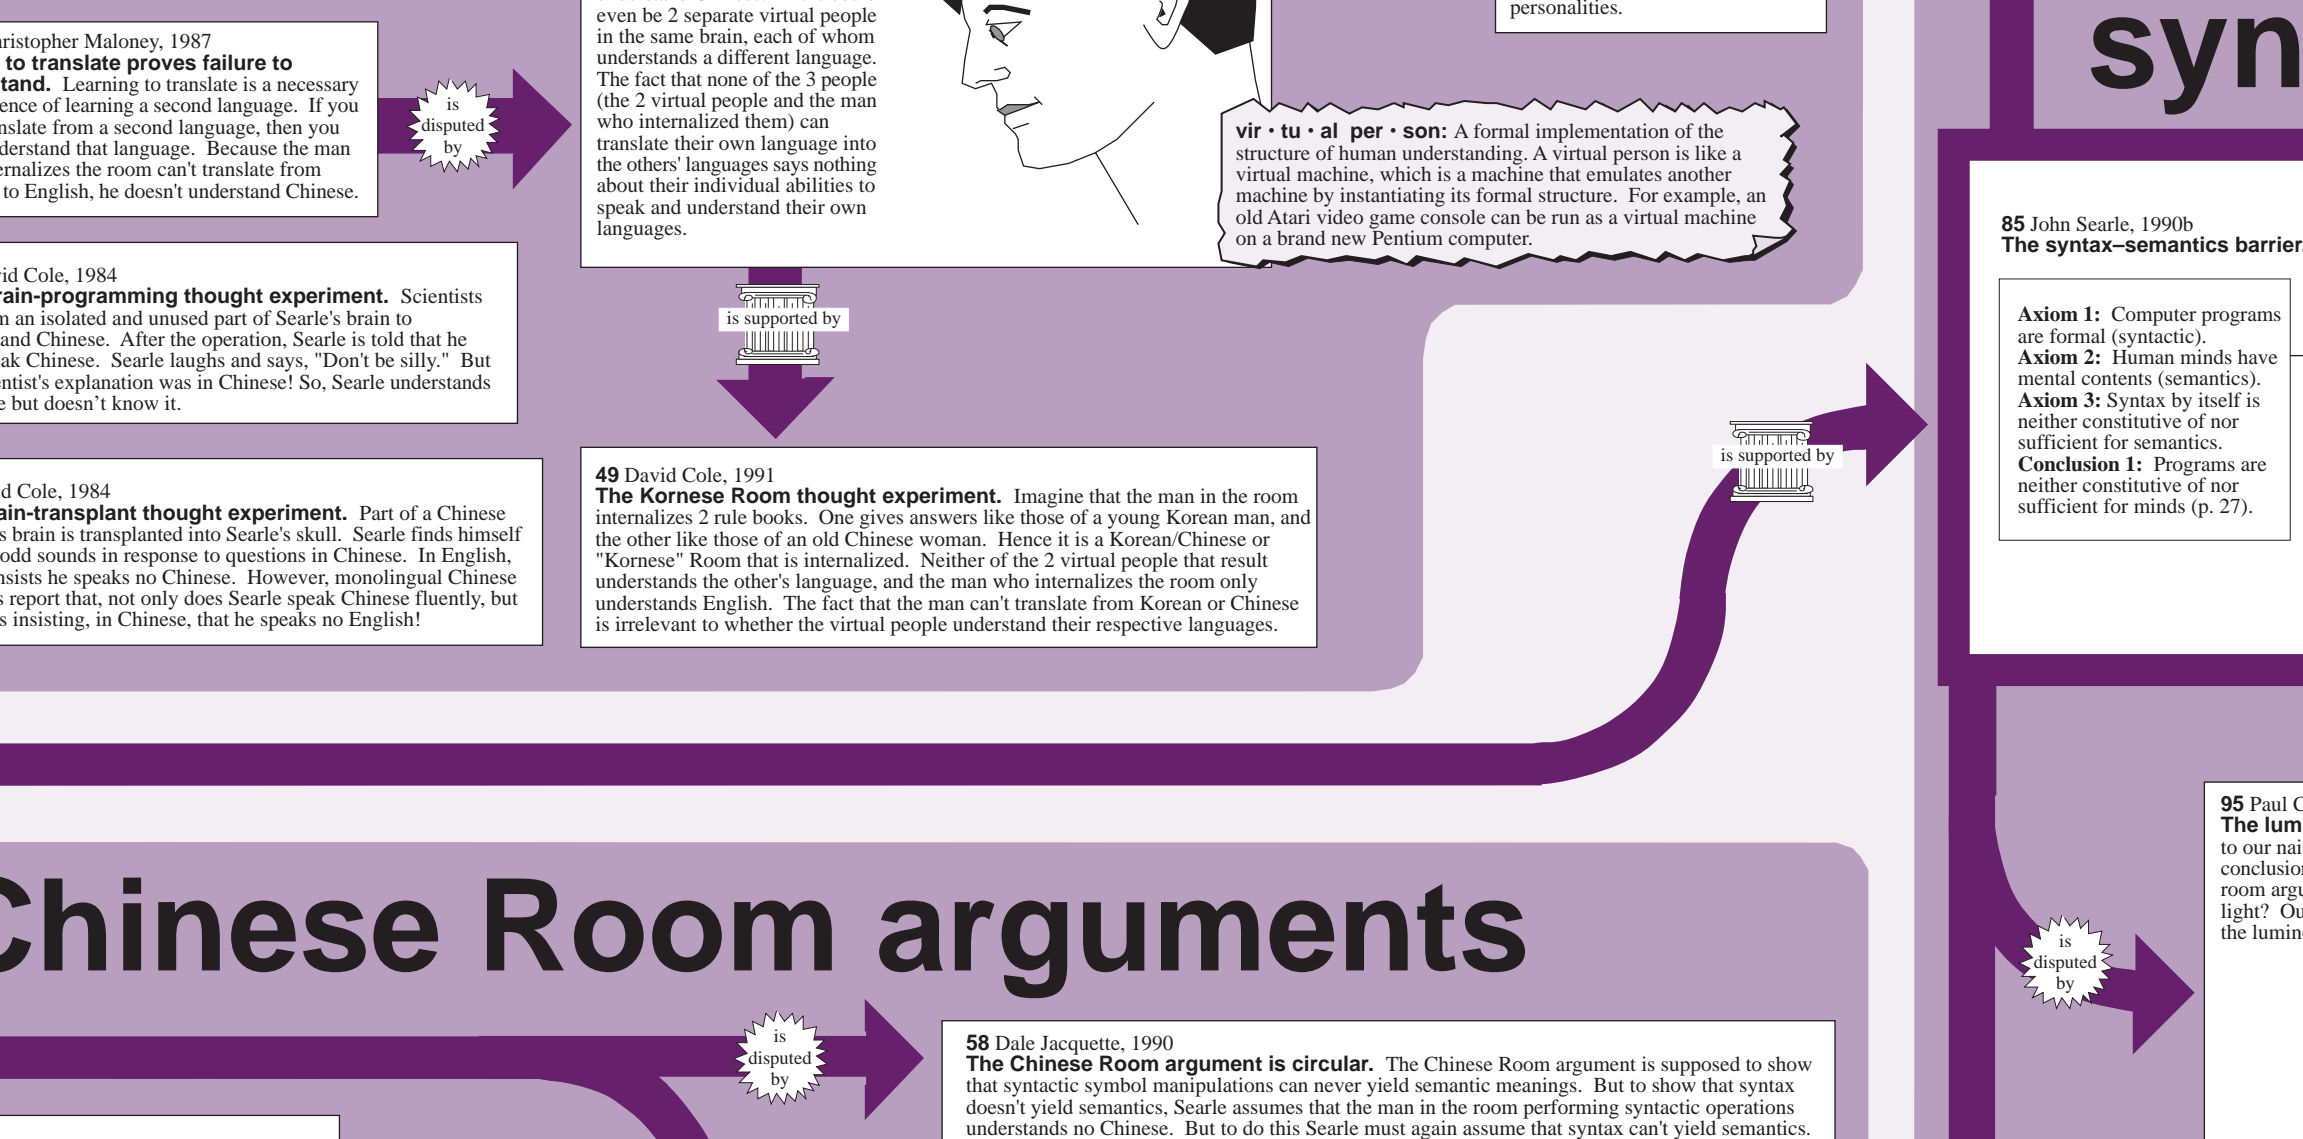 ristopher Maloney, 1987
to translate proves failure to
tand. Learning to translate is a necessary
ence of learning a second language. If you
nslate from a second language, then you
derstand that language. Because the man
ernalizes the room can't translate from
to English, he doesn't understand Chinese.
is
disputed
by
even be 2 separate virtual people
in the same brain, each of whom
understands a different language.
The fact that none of the 3 people
(the 2 virtual people and the man
who internalized them) can
translate their own language into
the others' languages says nothing
about their individual abilities to
speak and understand their own
languages.
personalities.
vir • tu • al per • son: A formal implementation of the
structure of human understanding. A virtual person is like a
virtual machine, which is a machine that emulates another
machine by instantiating its formal structure. For example, an
old Atari video game console can be run as a virtual machine
on a brand new Pentium computer.
id Cole, 1984
rain-programming thought experiment. Scientists
m an isolated and unused part of Searle's brain to
and Chinese. After the operation, Searle is told that he
eak Chinese. Searle laughs and says, "Don't be silly." But
entist's explanation was in Chinese! So, Searle understands
e but doesn't know it.
is supported by
d Cole, 1984
ain-transplant thought experiment. Part of a Chinese
s brain is transplanted into Searle's skull. Searle finds himself
odd sounds in response to questions in Chinese. In English,
nsists he speaks no Chinese. However, monolingual Chinese
s report that, not only does Searle speak Chinese fluently, but
s insisting, in Chinese, that he speaks no English!
49 David Cole, 1991
The Kornese Room thought experiment. Imagine that the man in the room
internalizes 2 rule books. One gives answers like those of a young Korean man, and
the other like those of an old Chinese woman. Hence it is a Korean/Chinese or
"Kornese" Room that is internalized. Neither of the 2 virtual people that result
understands the other's language, and the man who internalizes the room only
understands English. The fact that the man can't translate from Korean or Chinese
is irrelevant to whether the virtual people understand their respective languages.
is supported by
syn
85 John Searle, 1990b
The syntax–semantics barrier.
Axiom 1: Computer programs
are formal (syntactic).
Axiom 2: Human minds have
mental contents (semantics).
Axiom 3: Syntax by itself is
neither constitutive of nor
sufficient for semantics.
Conclusion 1: Programs are
neither constitutive of nor
sufficient for minds (p. 27).
95 Paul C
The lum
to our nai
conclusion
room argu
light? Ou
the lumin
is
disputed
by
Chinese Room arguments
is
disputed
by
58 Dale Jacquette, 1990
The Chinese Room argument is circular. The Chinese Room argument is supposed to show
that syntactic symbol manipulations can never yield semantic meanings. But to show that syntax
doesn't yield semantics, Searle assumes that the man in the room performing syntactic operations
understands no Chinese. But to do this Searle must again assume that syntax can't yield semantics.